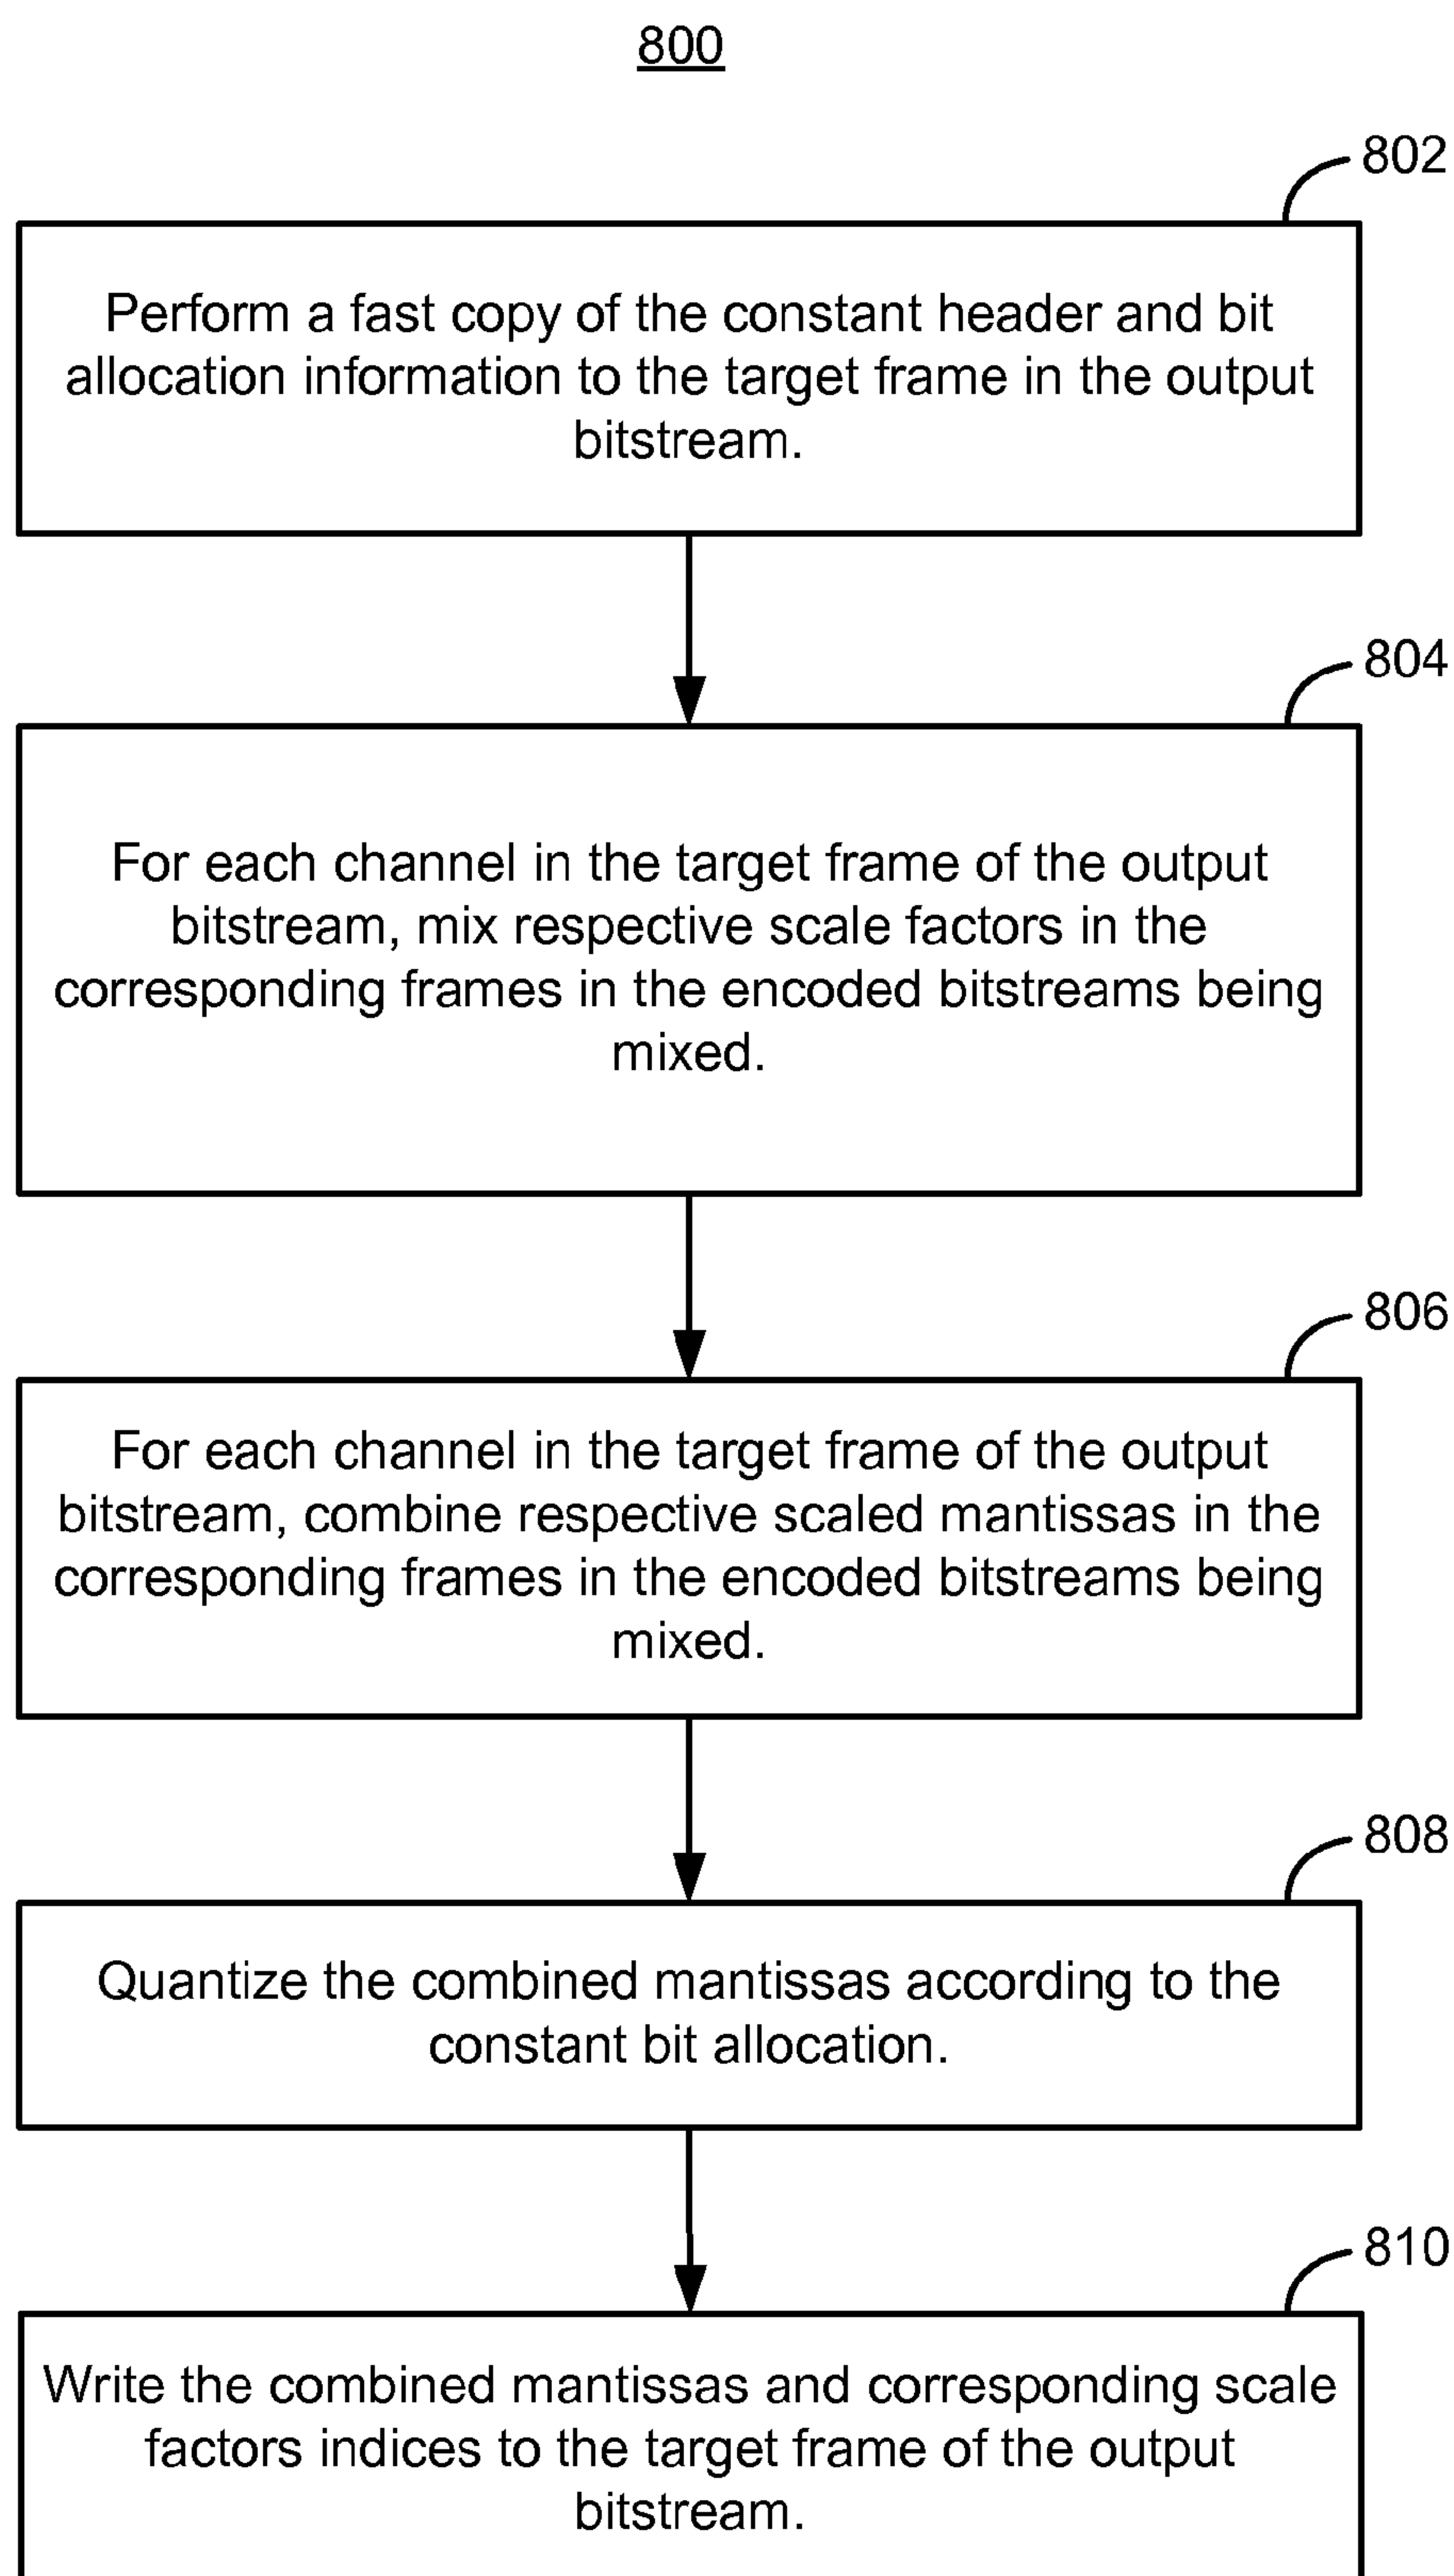 800
802
Perform a fast copy of the constant header and bit
allocation information to the target frame in the output
bitstream.
804
For each channel in the target frame of the output
bitstream, mix respective scale factors in the
corresponding frames in the encoded bitstreams being
mixed.
806
For each channel in the target frame of the output
bitstream, combine respective scaled mantissas in the
corresponding frames in the encoded bitstreams being
mixed.
808
Quantize the combined mantissas according to the
constant bit allocation.
810
Write the combined mantissas and corresponding scale
factors indices to the target frame of the output
bitstream.